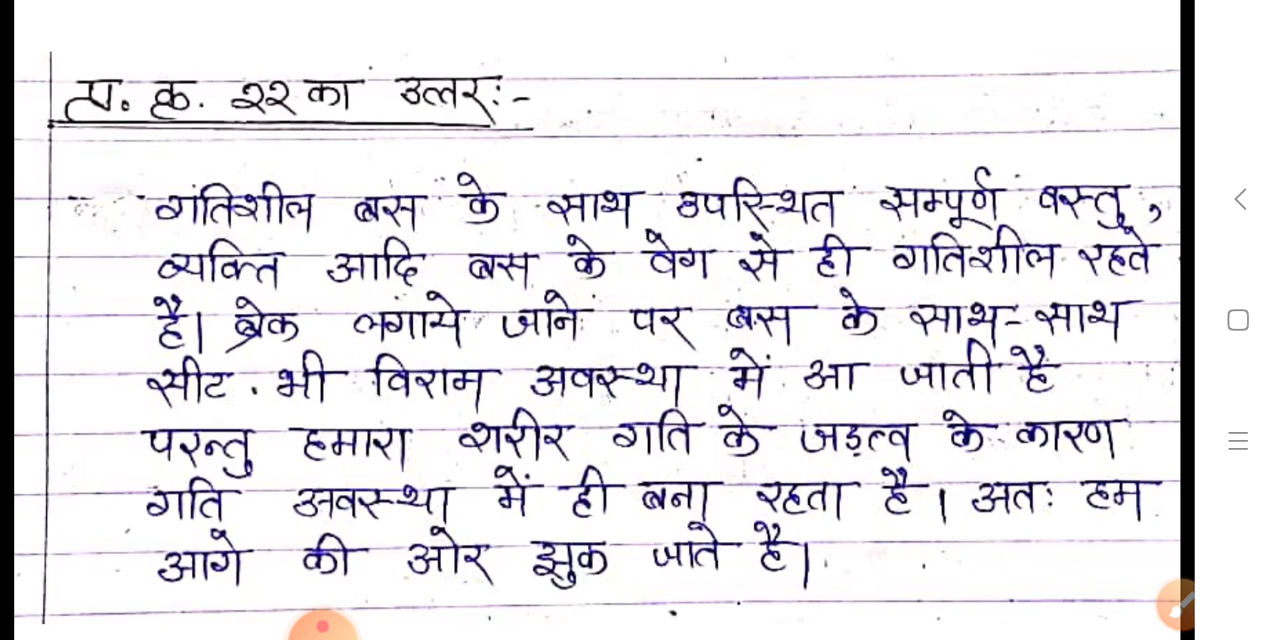 प्र. क्र. २२ का उत्तर:-
गतिशील बस के साथ उपस्थित सम्पूर्ण वस्तु,
व्यक्ति आदि बस के वेग से ही गतिशील रहते
है। ब्रेक लगाये जाने पर बस के साथ-साथ
सीट भी विराम अवस्था में आ जाती है
परन्तु हमारा शरीर गति के जड़त्व के कारण
गति अवस्था में ही बना रहता है। अतः हम
आगे की ओर झुक जाते है।